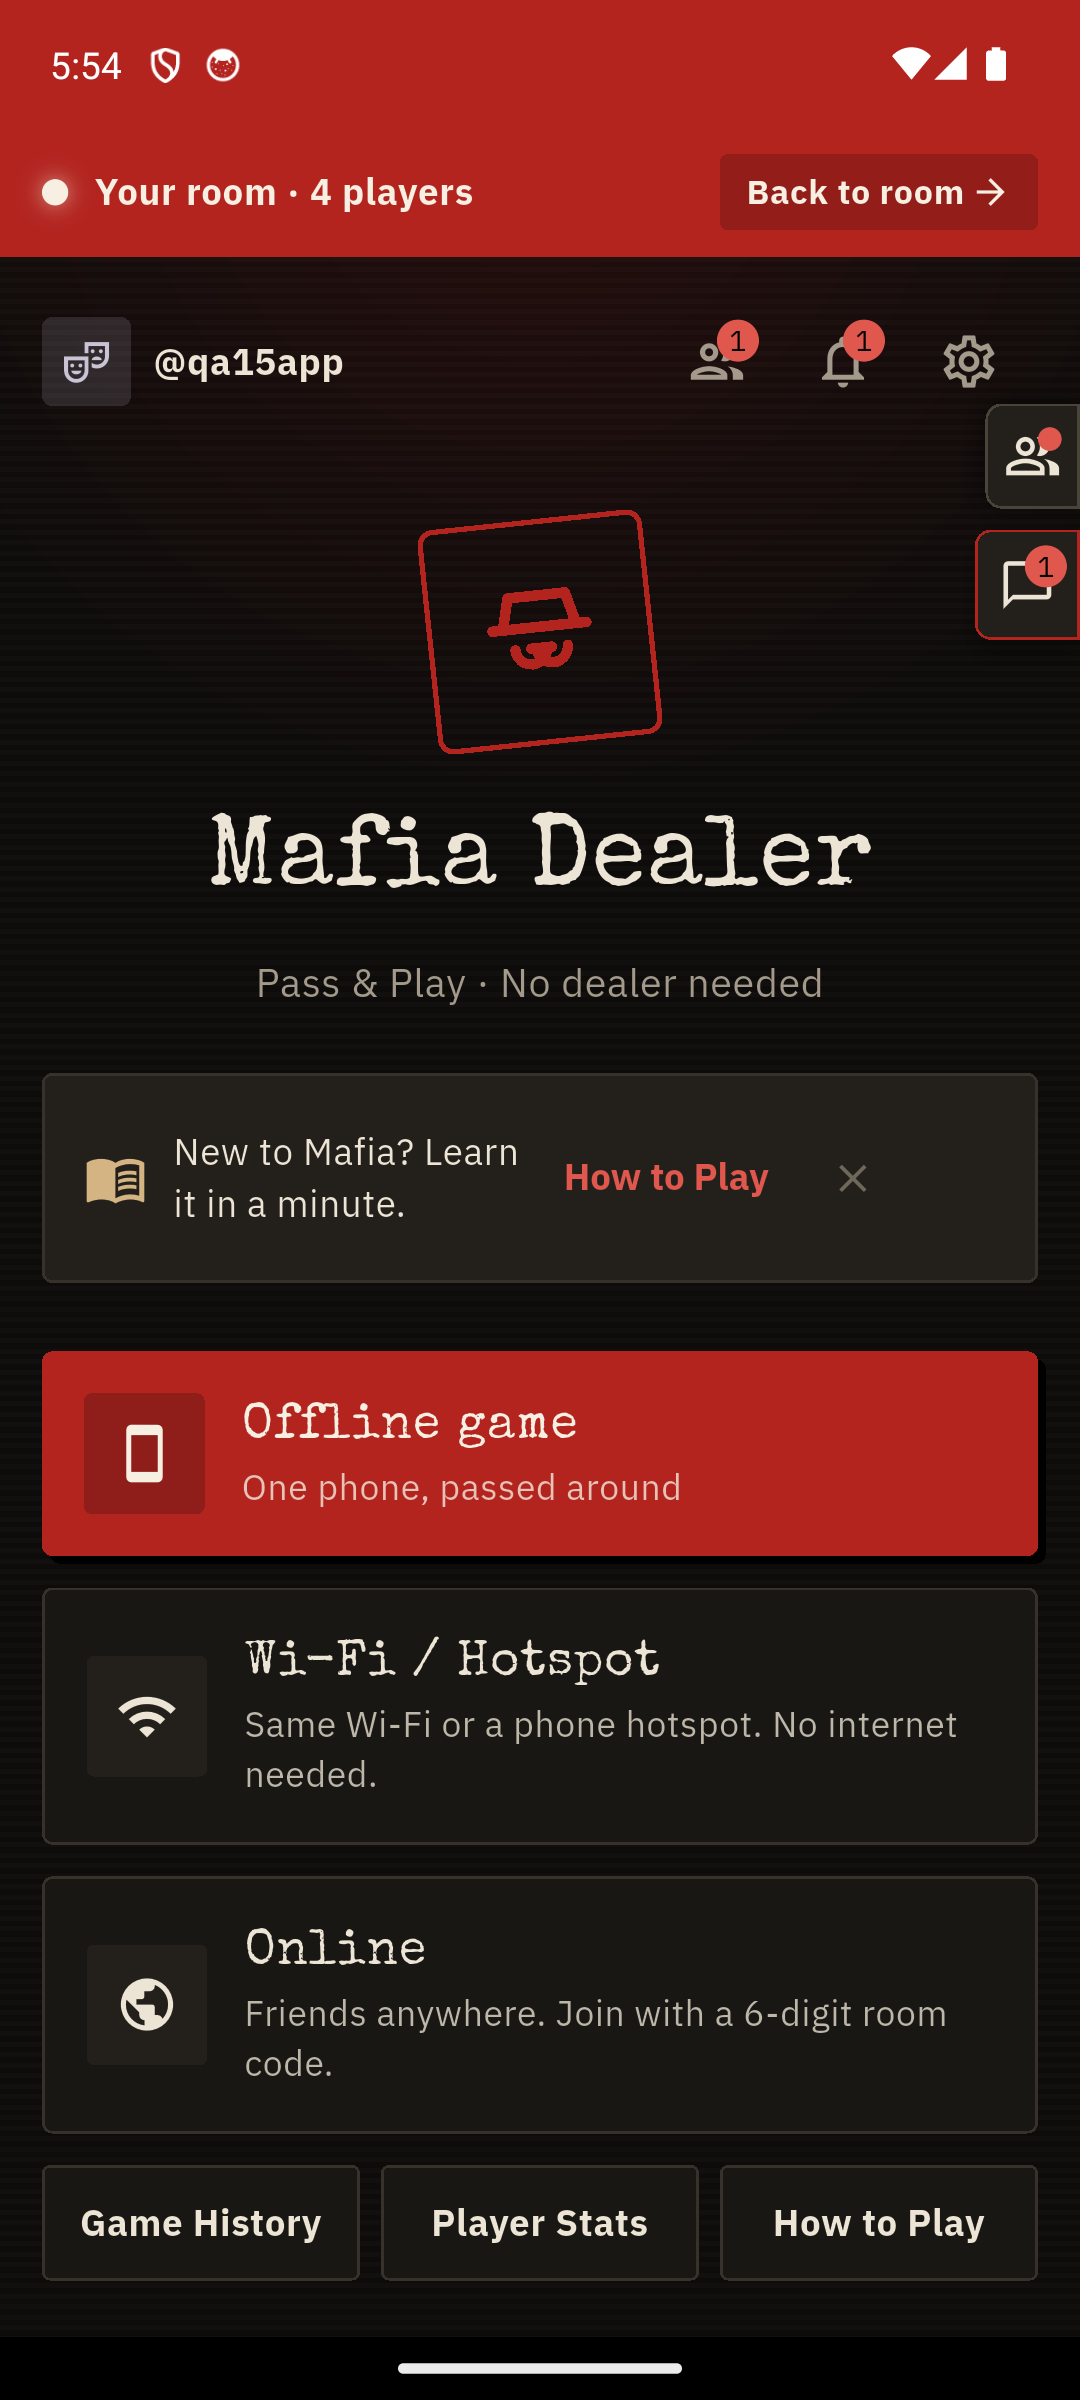 5:54
Your room · 4 players
Back to room →
@qa15app
1
1
1
Mafia Dealer
Pass & Play · No dealer needed
New to Mafia? Learn
it in a minute.
How to Play
Offline game
One phone, passed around
Wi-Fi / Hotspot
Same Wi-Fi or a phone hotspot. No internet
needed.
Online
Friends anywhere. Join with a 6-digit room
code.
Game History
Player Stats
How to Play